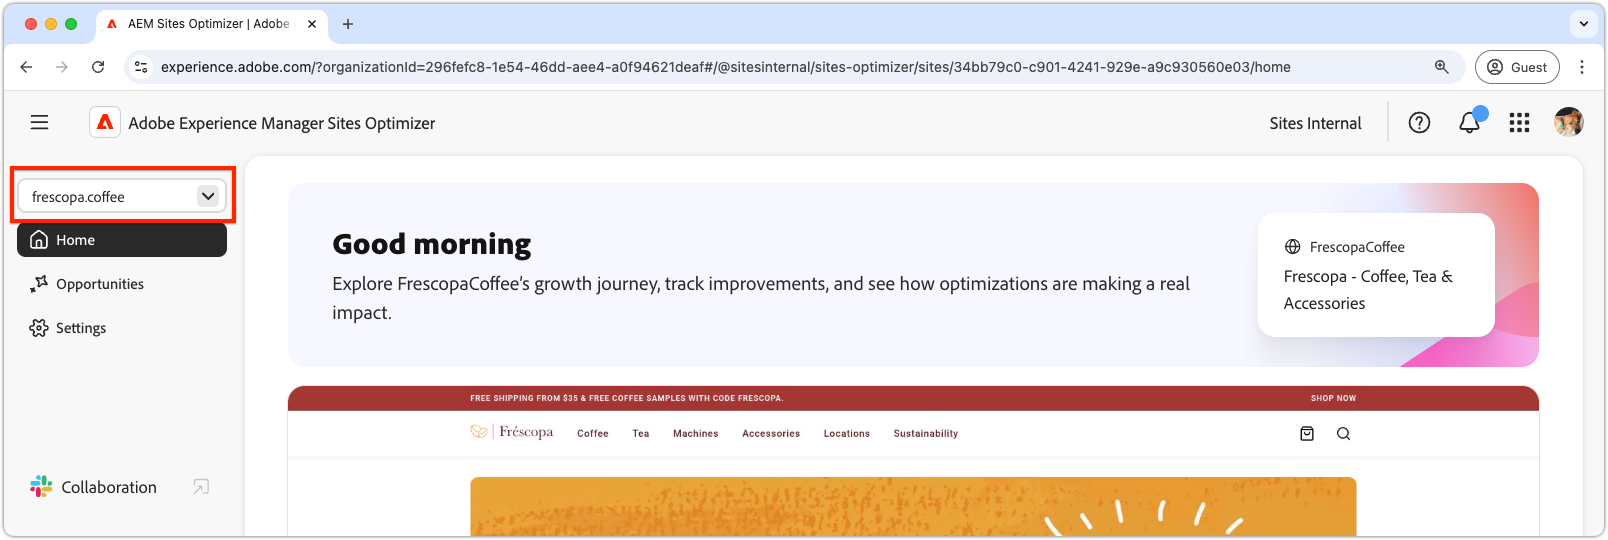 AEM Sites Optimizer | Adobe
experience.adobe.com/?organizationId=296fefc8-1e54-46dd-aee4-a0f94621deaf#/@sitesinternal/sites-optimizer/sites/34bb79c0-c901-4241-929e-a9c930560e03/home
Guest
Adobe Experience Manager Sites Optimizer
Sites Internal
frescopa.coffee
Home
Opportunities
Settings
Collaboration
Good morning
Explore FrescopaCoffee’s growth journey, track improvements, and see how optimizations are making a real
impact.
FrescopaCoffee
Frescopa - Coffee, Tea &
Accessories
FREE SHIPPING FROM $35 & FREE COFFEE SAMPLES WITH CODE FRESCOPA.
SHOP NOW
Fréscopa
Coffee Tea Machines Accessories Locations Sustainability